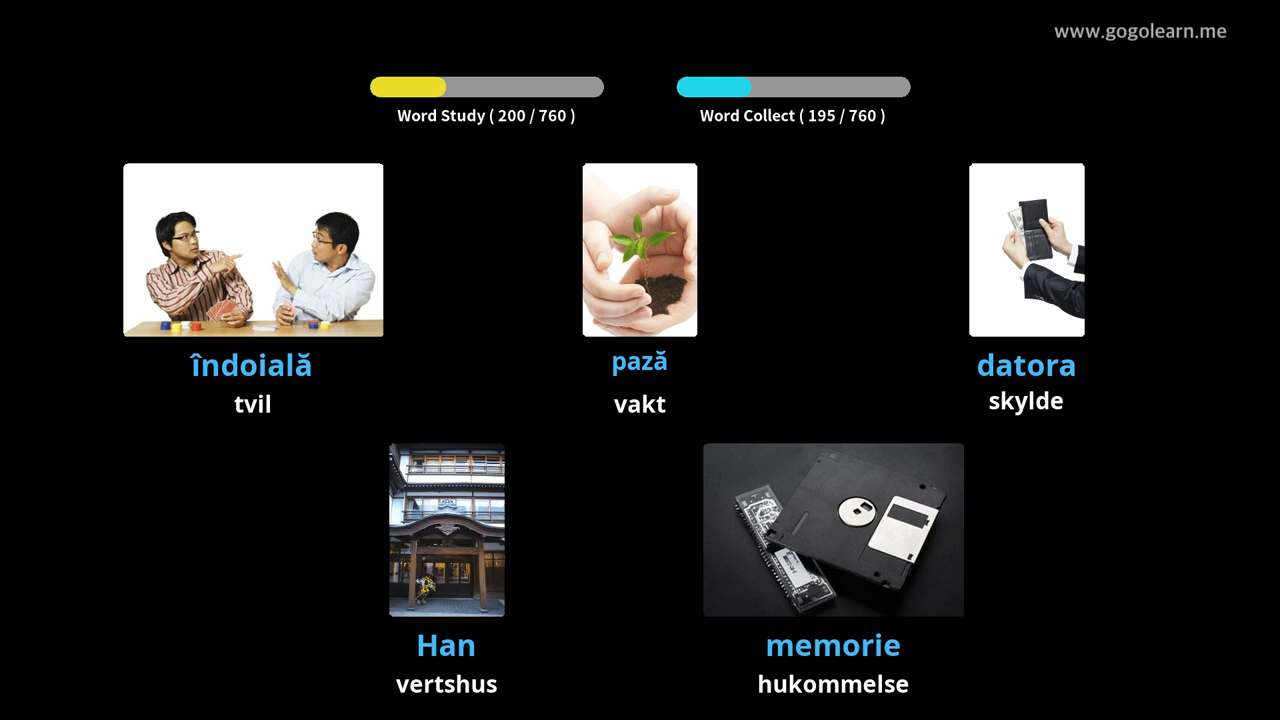 www.gogolearn.me
Word Study ( 200 / 760 )
Word Collect ( 195 / 760 )
îndoială
tvil
pază
vakt
datora
skylde
Han
vertshus
memorie
hukommelse